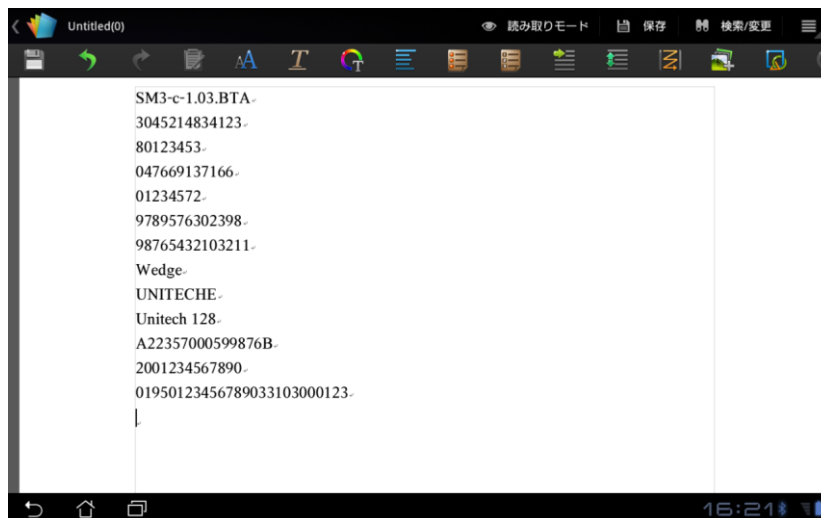 Untitled(0)
読み取りモード
保存
検索/変更
SM3-c-1.03.BTA
3045214834123
80123453
047669137166
01234572
9789576302398
98765432103211
Wedge
UNITECHE
Unitech 128
A22357000599876B
2001234567890
01950123456789033103000123
16:21